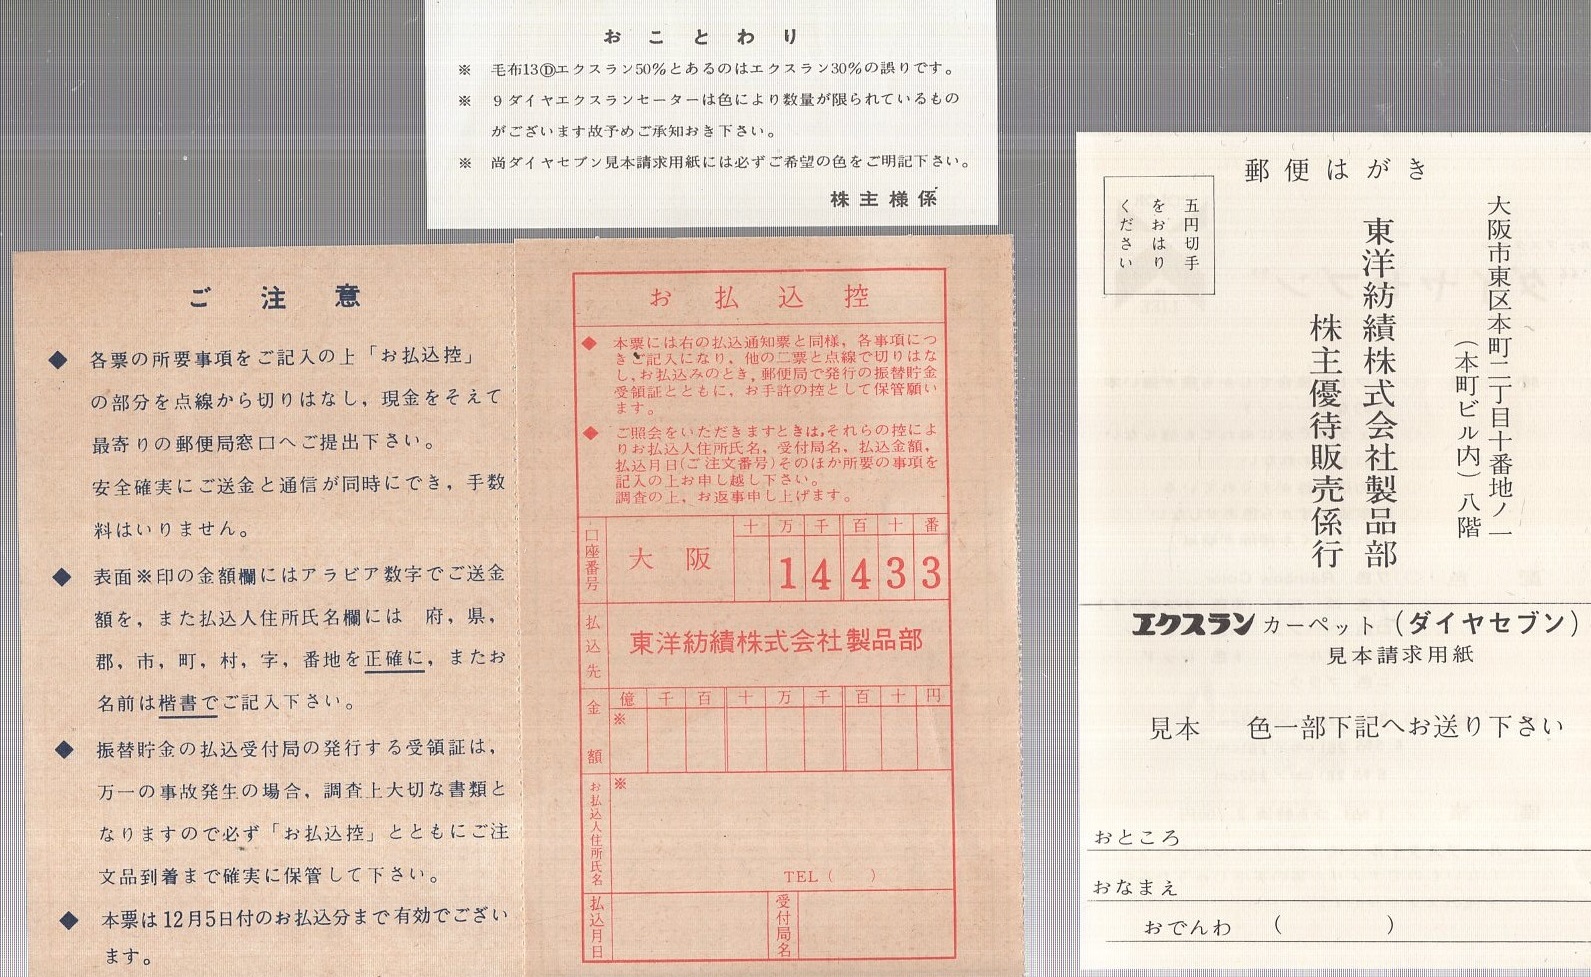 おことわり
※ 毛布13Ⓓエクスラン50%とあるのはエクスラン30%の誤りです。
※ 9ダイヤエクスランセーターは色により数量が限られているもの
がございます故予めご承知おき下さい。
※ 尚ダイヤセブン見本請求用紙には必ずご希望の色をご明記下さい。
株主様係
ご注意
◆ 各票の所要事項をご記入の上「お払込控」
の部分を点線から切りはなし，現金をそえて
最寄りの郵便局窓口へご提出下さい。
安全確実にご送金と通信が同時にでき，手数
料はいりません。
◆ 表面※印の金額欄にはアラビア数字でご送金
額を，また払込人住所氏名欄には 府，県，
郡，市，町，村，字，番地を正確に，またお
名前は楷書でご記入下さい。
◆ 振替貯金の払込受付局の発行する受領証は，
万一の事故発生の場合，調査上大切な書類と
なりますので必ず「お払込控」とともにご注
文品到着まで確実に保管して下さい。
◆ 本票は12月5日付のお払込分まで有効でござい
ます。
お払込控
◆ 本票には右の払込通知票と同様，各事項につ
きご記入になり，他の二票と点線で切りはな
し，お払込みのとき，郵便局で発行の振替貯金
受領証とともに，お手許の控として保管願い
ます。
◆ ご照会をいただきますときは，それらの控によ
りお払込人住所氏名，受付局名，払込金額，
払込月日(ご注文番号)そのほか所要の事項を
記入の上お申し越し下さい。
調査の上，お返事申し上げます。
口座番号 大阪 十万千百十番
14433
払込先 東洋紡績株式会社製品部
金額 億千百十万千百十円
※
お払込人住所氏名 ※
TEL ( )
払込月日 受付局名
郵便はがき
五円切手
をおはり
ください
大阪市東区本町二丁目十番地ノ一
(本町ビル内)八階
東洋紡績株式会社製品部
株主優待販売係行
エクスラン カーペット (ダイヤセブン)
見本請求用紙
見本 色一部下記へお送り下さい
おところ
おなまえ
おでんわ ( )